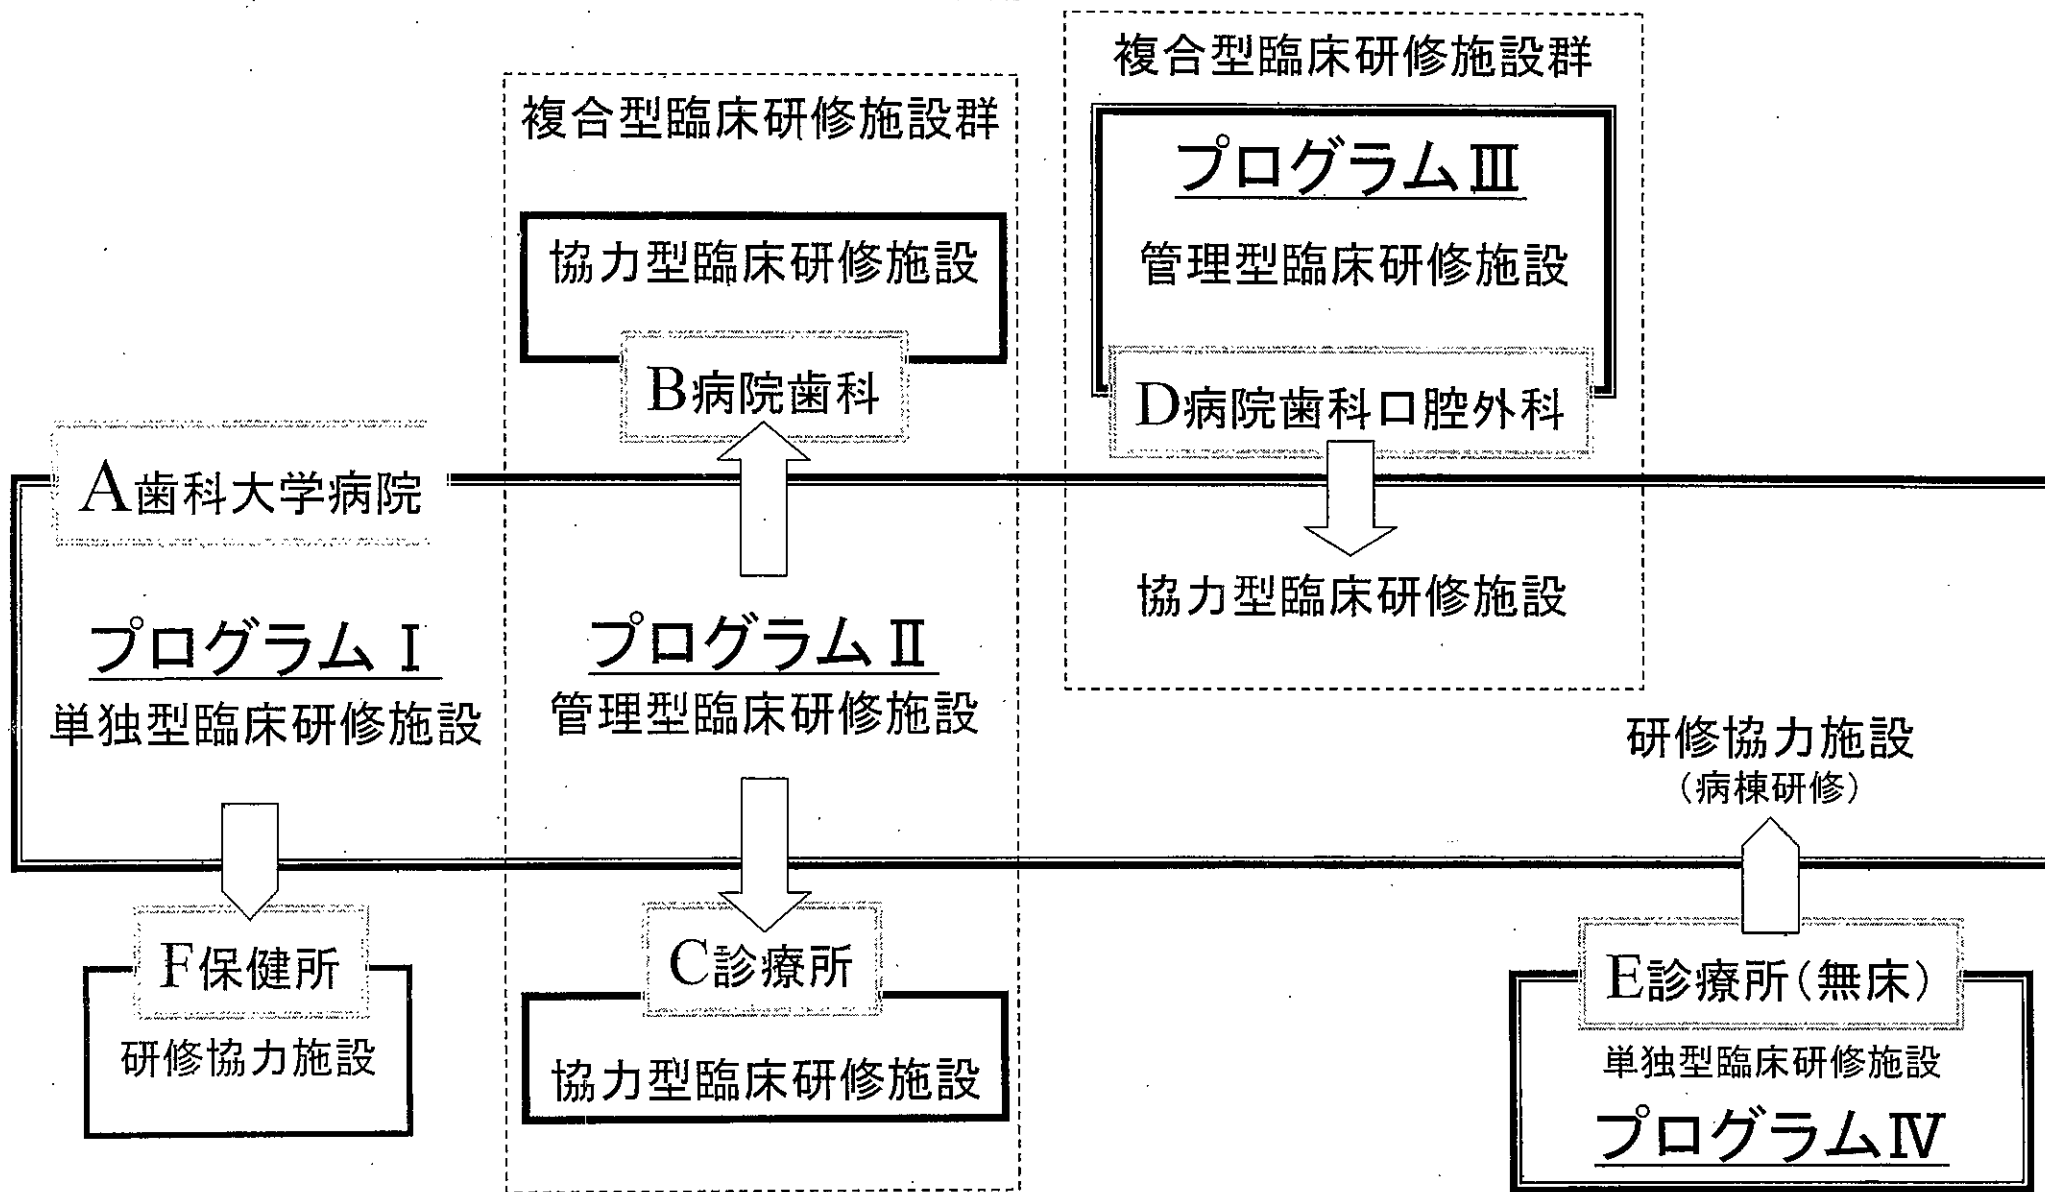 複合型臨床研修施設群
協力型臨床研修施設
B病院歯科
複合型臨床研修施設群
プログラムⅢ
管理型臨床研修施設
D病院歯科口腔外科
協力型臨床研修施設
A歯科大学病院
プログラムⅠ
単独型臨床研修施設
プログラムⅡ
管理型臨床研修施設
研修協力施設
(病棟研修)
F保健所
研修協力施設
C診療所
協力型臨床研修施設
E診療所(無床)
単独型臨床研修施設
プログラムⅣ